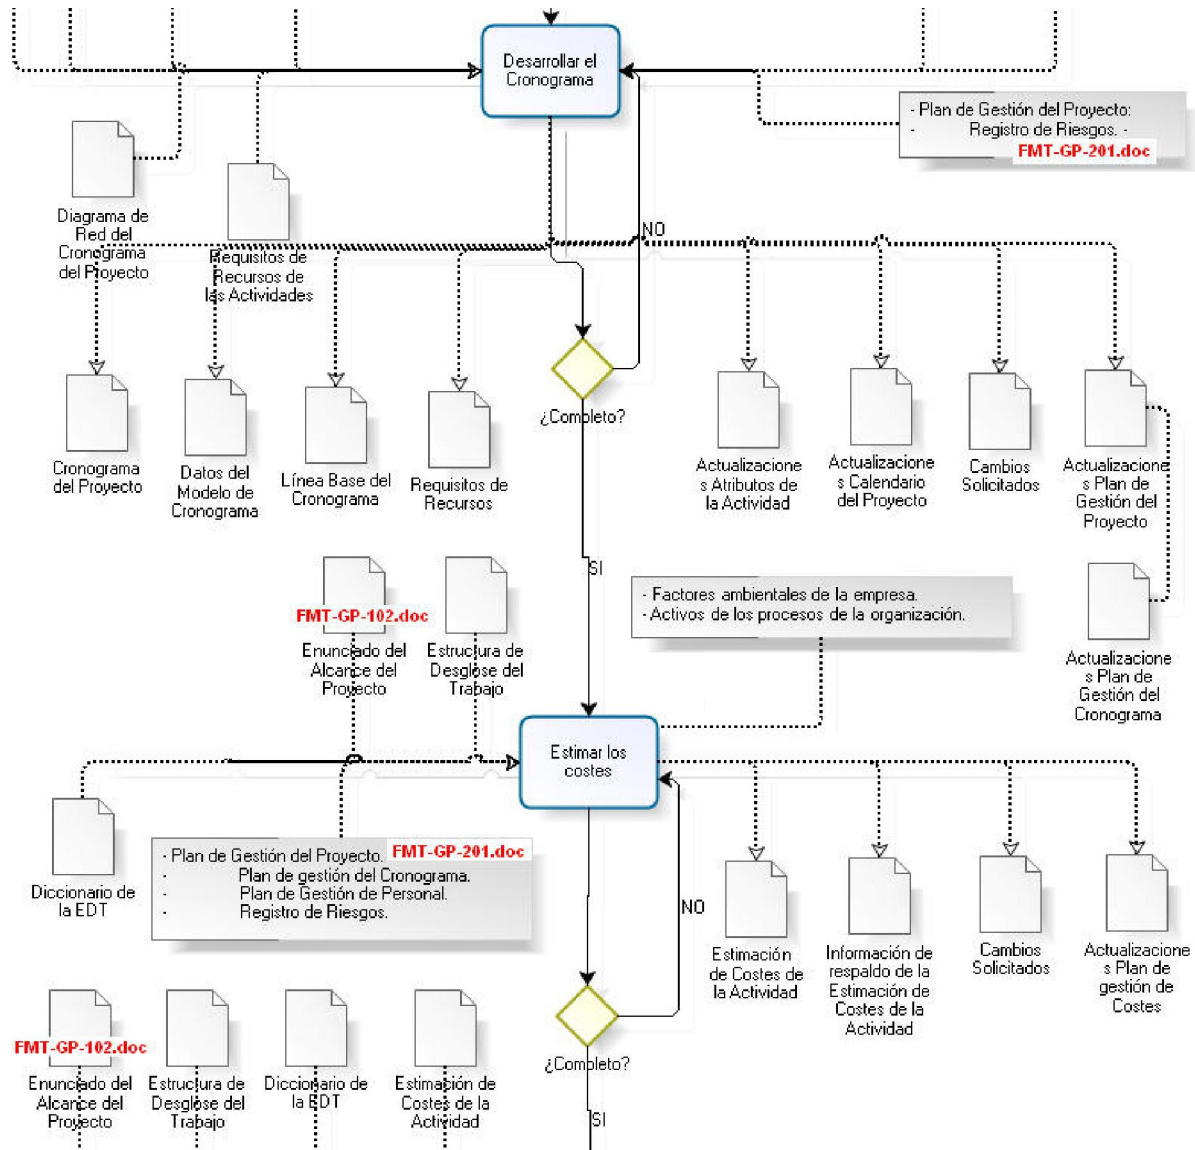 Desarrollar el
Cronograma
- Plan de Gestión del Proyecto:
- Registro de Riesgos. -
FMT-GP-201.doc
Diagrama de
Red del
Cronograma
del Proyecto
Requisitos de
Recursos de
las Actividades
NO
¿Completo?
Cronograma
del Proyecto
Datos del
Modelo de
Cronograma
Línea Base del
Cronograma
Requisitos de
Recursos
Actualizacione
s Atributos de
la Actividad
Actualizacione
s Calendario
del Proyecto
Cambios
Solicitados
Actualizacione
s Plan de
Gestión del
Proyecto
SI
FMT-GP-102.doc
Enunciado del
Alcance del
Proyecto
Estructura de
Desglose del
Trabajo
- Factores ambientales de la empresa.
- Activos de los procesos de la organización.
Actualizacione
s Plan de
Gestión del
Cronograma
Estimar los
costes
Diccionario de
la EDT
- Plan de Gestión del Proyecto. FMT-GP-201.doc
- Plan de gestión del Cronograma.
- Plan de Gestión de Personal.
- Registro de Riesgos.
NO
Estimación
de Costes de
la Actividad
Información de
respaldo de la
Estimación de
Costes de la
Actividad
Cambios
Solicitados
Actualizacione
s Plan de
gestión de
Costes
¿Completo?
FMT-GP-102.doc
Enunciado del
Alcance del
Proyecto
Estructura de
Desglose del
Trabajo
Diccionario de
la EDT
Estimación de
Costes de la
Actividad
SI